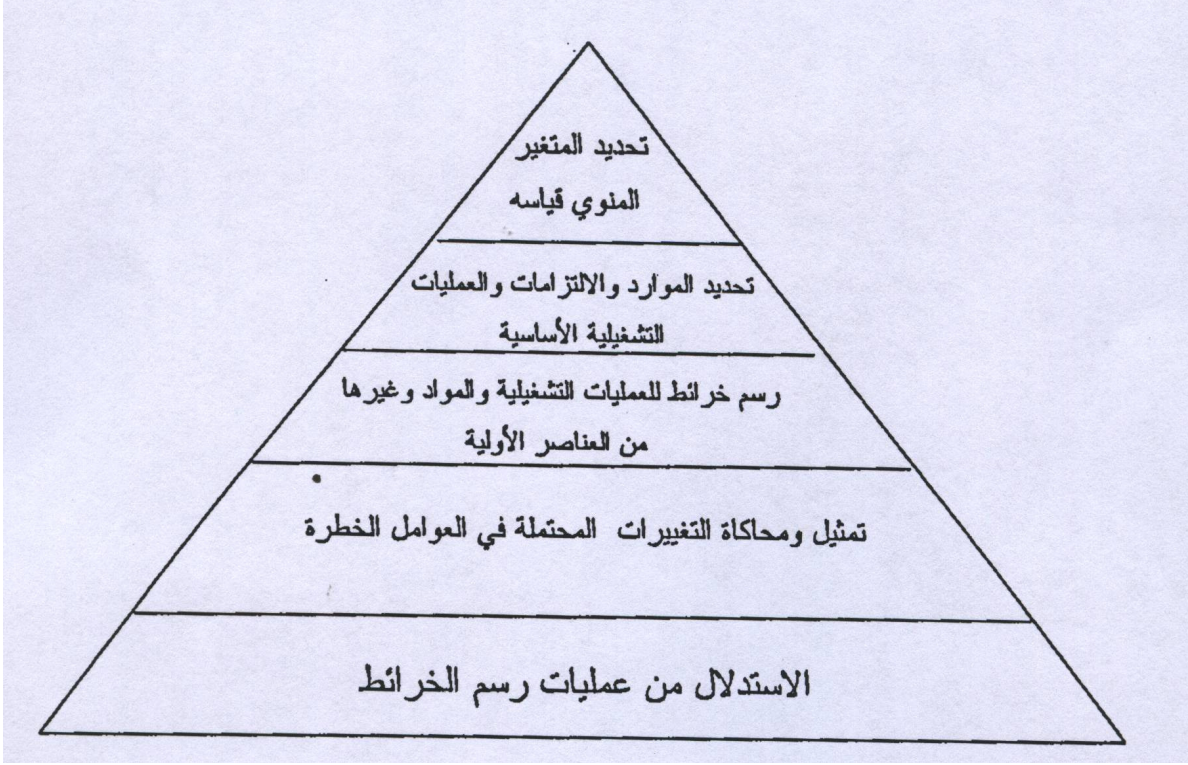 تحديد المتغير
المنوي قياسه
تحديد الموارد والالتزامات والعمليات
التشغيلية الأساسية
رسم خرائط للعمليات التشغيلية والمواد وغيرها
من العناصر الأولية
تمثيل ومحاكاة التغييرات المحتملة في العوامل الخطرة
الاستدلال من عمليات رسم الخرائط